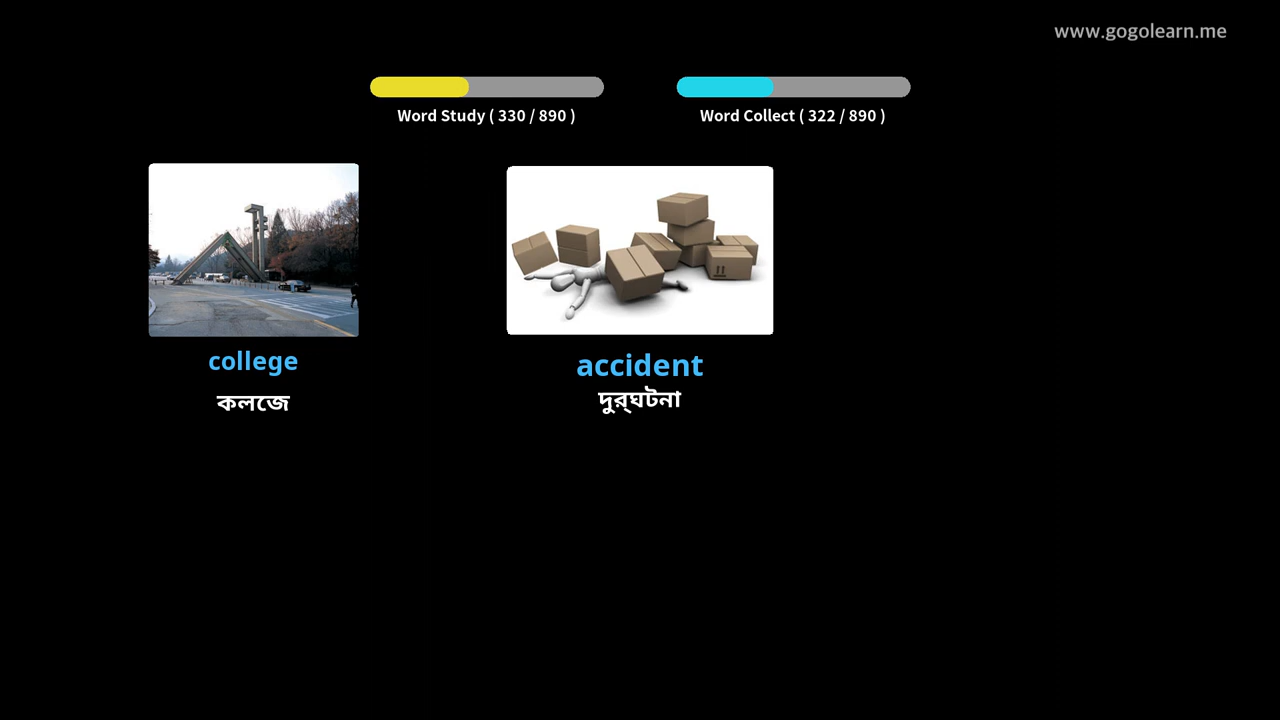 www.gogolearn.me
Word Study ( 330 / 890 )
Word Collect ( 322 / 890 )
college
কলজে
accident
দুর্‌ঘটনা